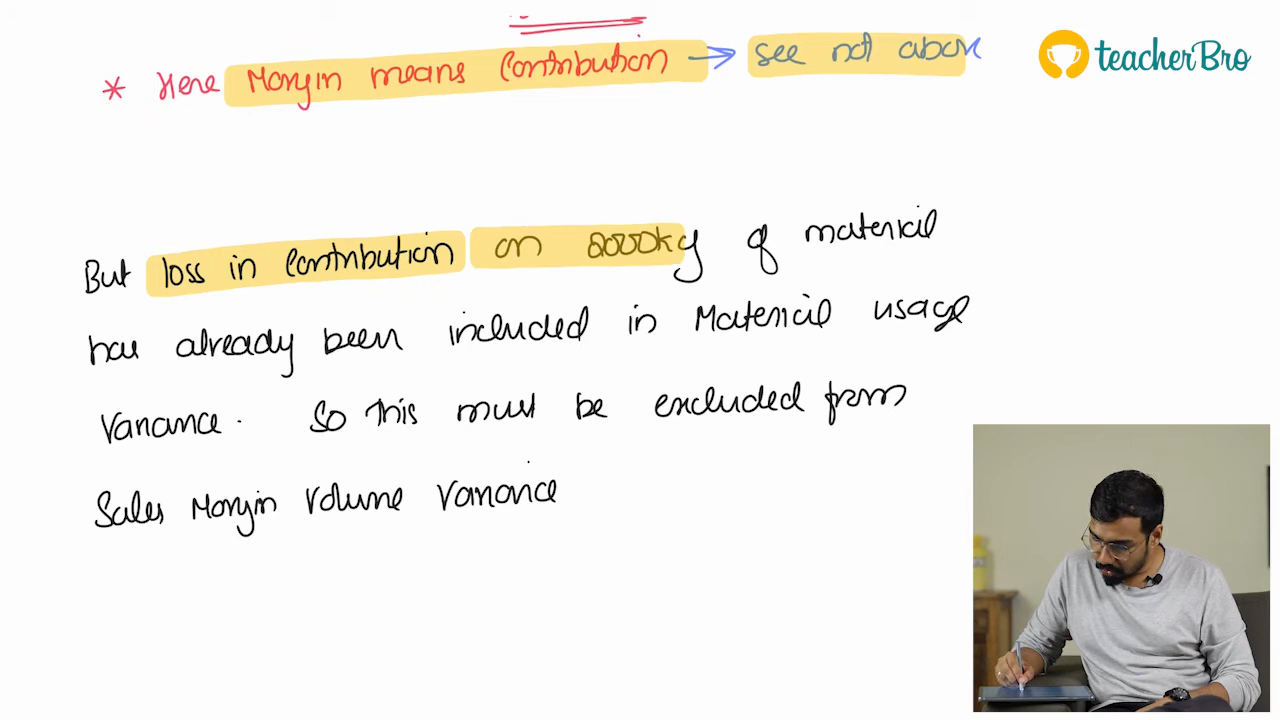 teacherBro
* Here Margin means Contribution → see not above
But loss in contribution on 2000kg of material
has already been included in Material usage
Variance. So this must be excluded from
Sales Margin Volume Variance